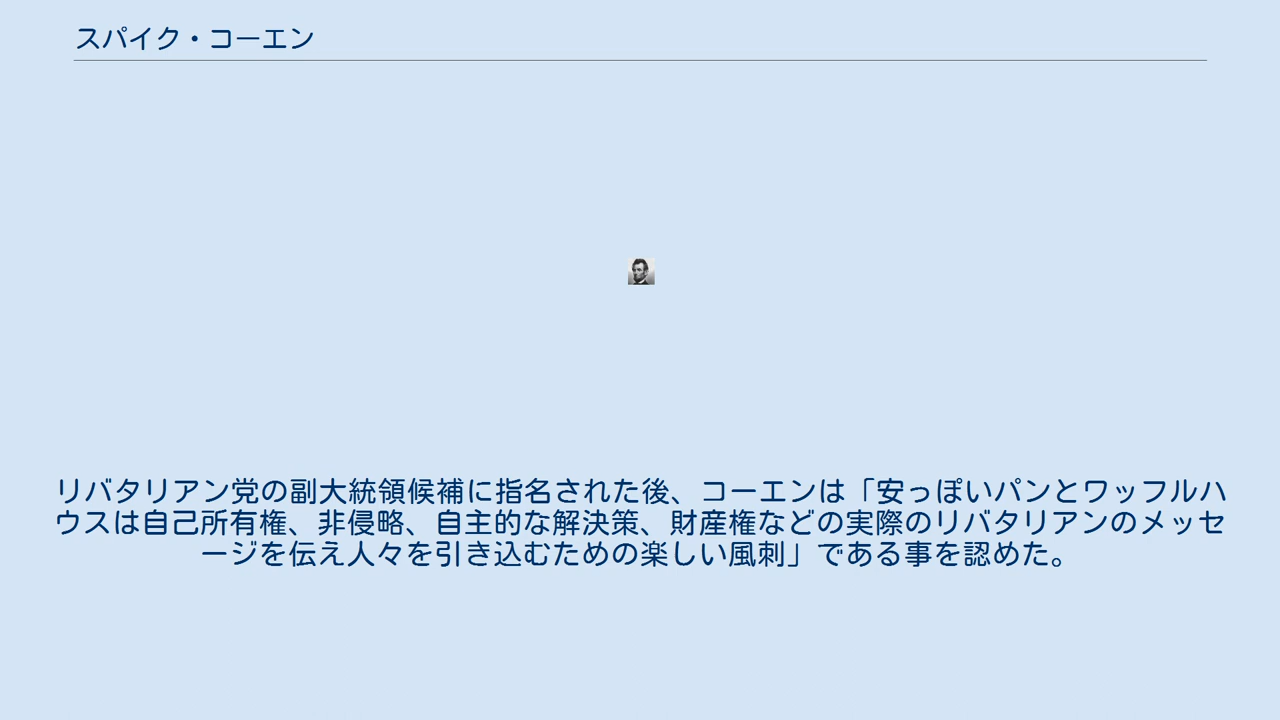 スパイク・コーエン
リバタリアン党の副大統領候補に指名された後、コーエンは「安っぽいパンとワッフルハ
ウスは自己所有権、非侵略、自主的な解決策、財産権などの実際のリバタリアンのメッセ
ージを伝え人々を引き込むための楽しい風刺」である事を認めた。